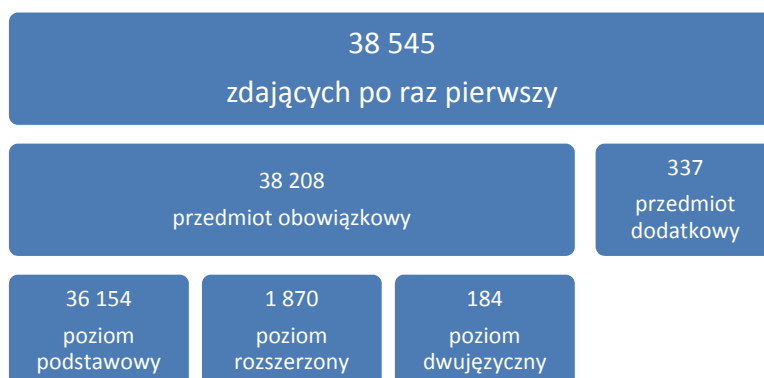 38 545
zdających po raz pierwszy
38 208
przedmiot obowiązkowy
337
przedmiot
dodatkowy
36 154
poziom
podstawowy
1 870
poziom
rozszerzony
184
poziom
dwujęzyczny